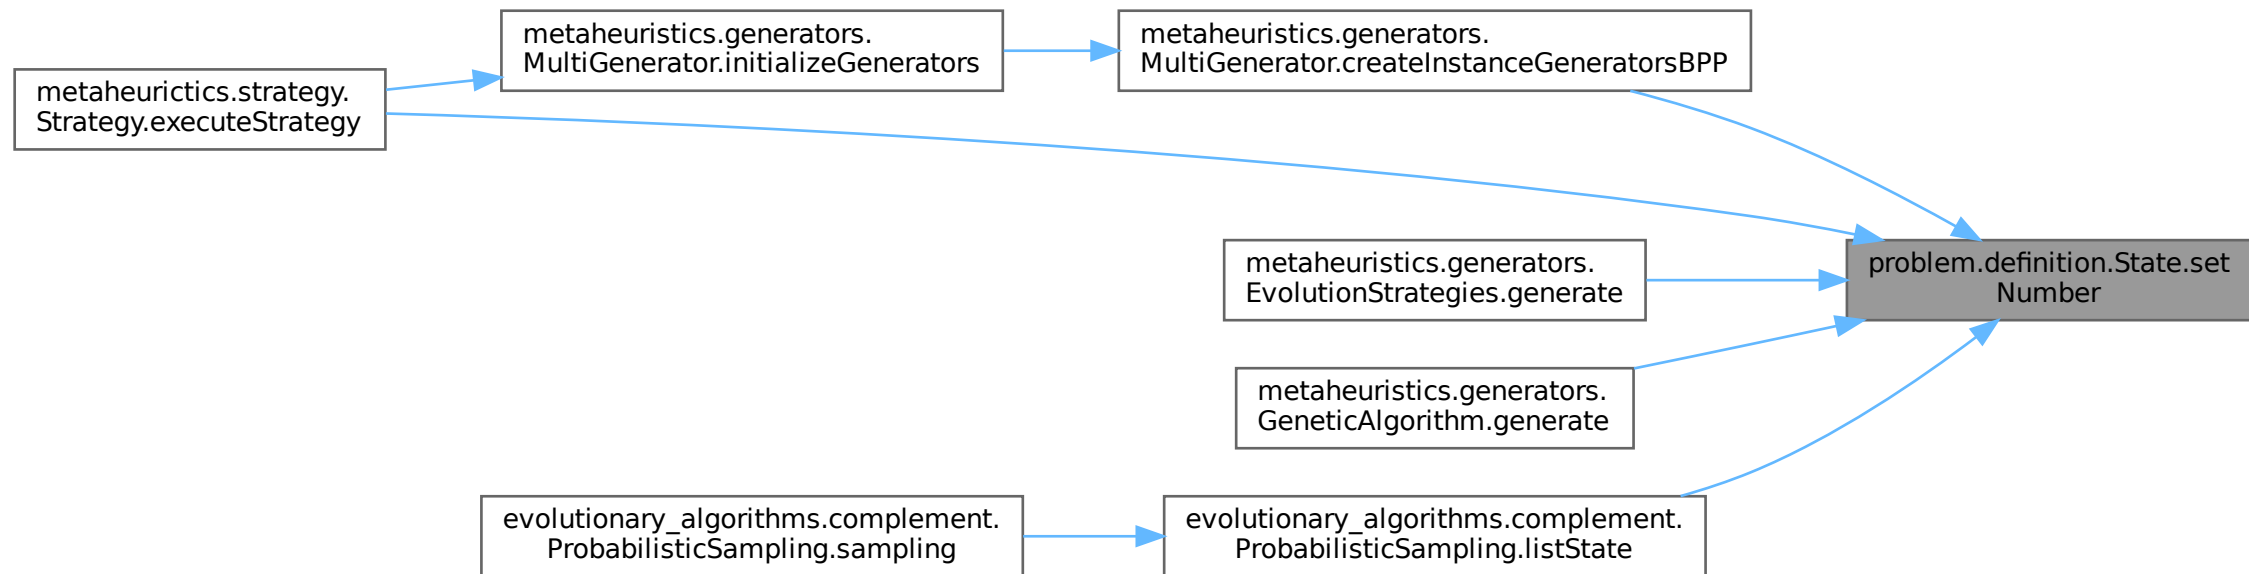 metaheuristics.generators.
MultiGenerator.initializeGenerators
metaheuristics.generators.
MultiGenerator.createInstanceGeneratorsBPP
metaheurictics.strategy.
Strategy.executeStrategy
metaheuristics.generators.
EvolutionStrategies.generate
problem.definition.State.set
Number
metaheuristics.generators.
GeneticAlgorithm.generate
evolutionary_algorithms.complement.
ProbabilisticSampling.sampling
evolutionary_algorithms.complement.
ProbabilisticSampling.listState